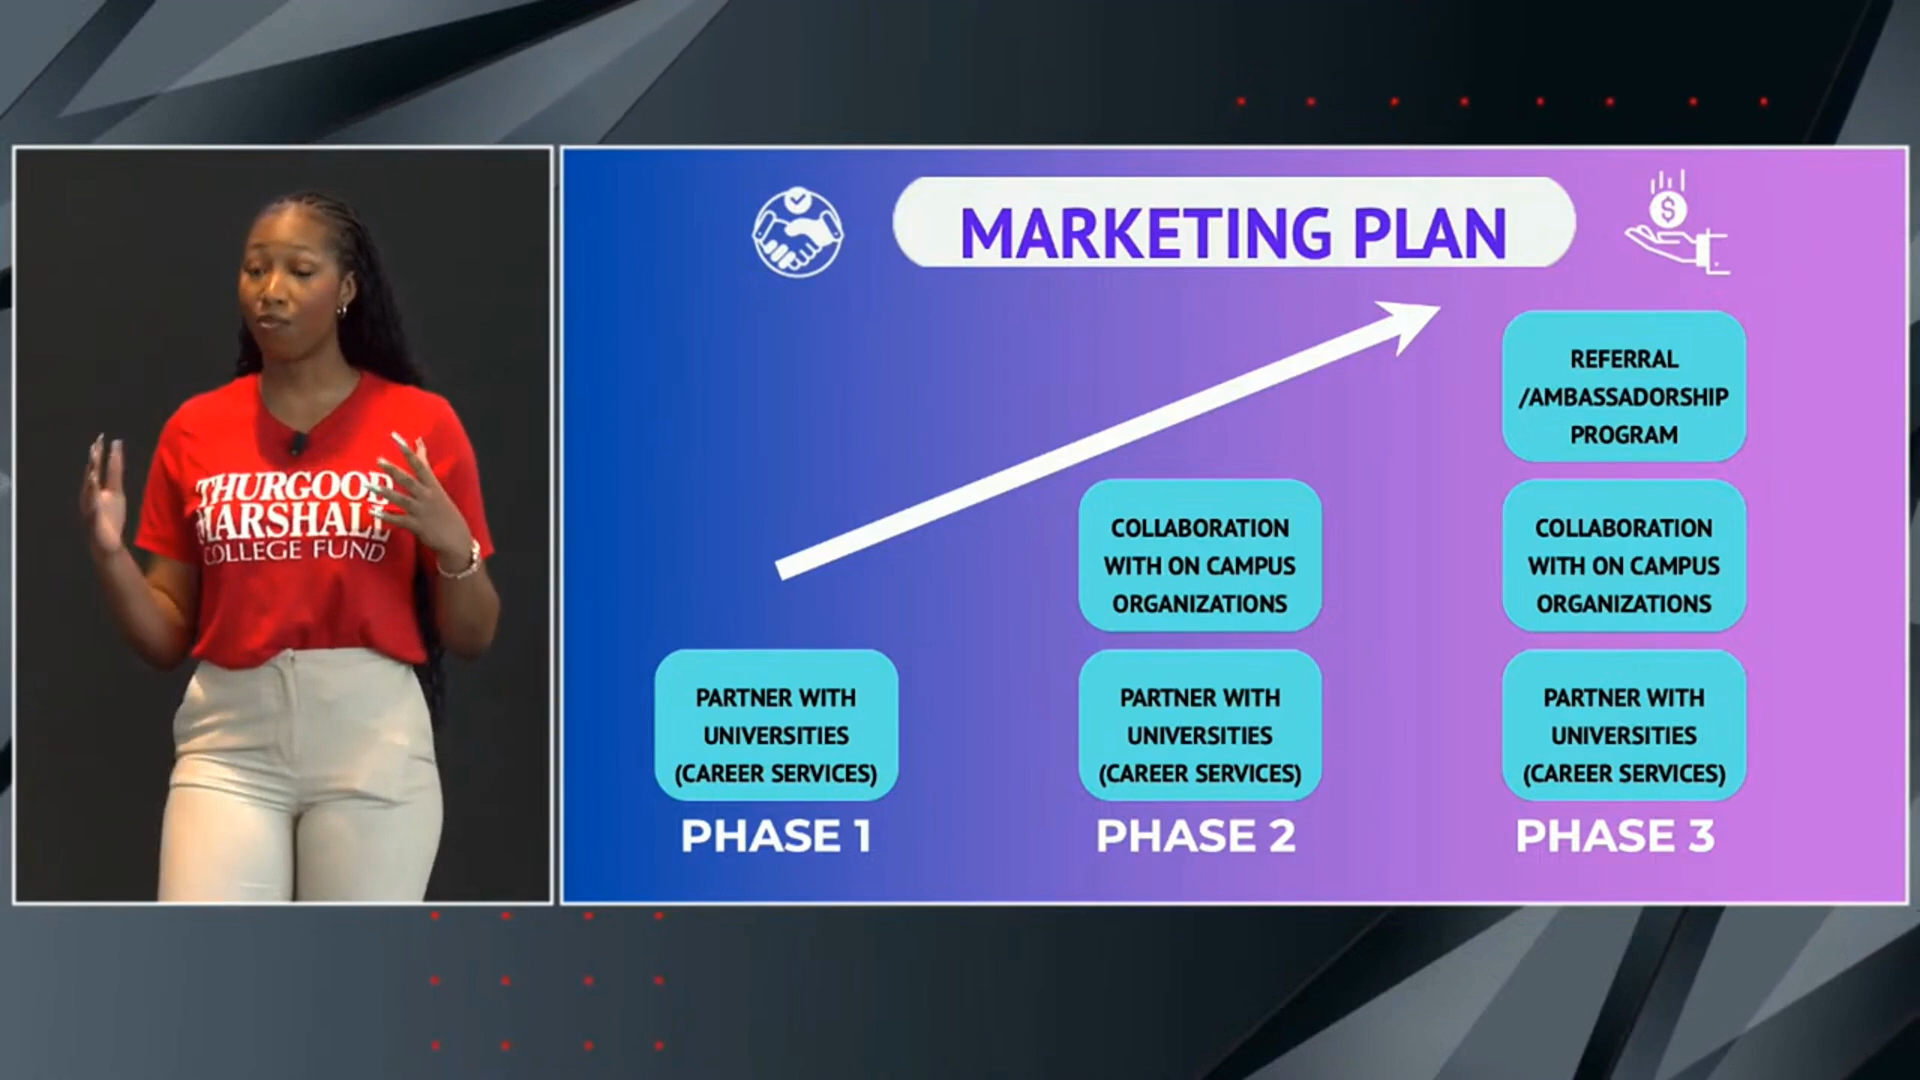 THURGOOD
MARSHALL
COLLEGE FUND
MARKETING PLAN
$
REFERRAL
/AMBASSADORSHIP
PROGRAM
COLLABORATION
WITH ON CAMPUS
ORGANIZATIONS
COLLABORATION
WITH ON CAMPUS
ORGANIZATIONS
PARTNER WITH
UNIVERSITIES
(CAREER SERVICES)
PARTNER WITH
UNIVERSITIES
(CAREER SERVICES)
PARTNER WITH
UNIVERSITIES
(CAREER SERVICES)
PHASE 1
PHASE 2
PHASE 3